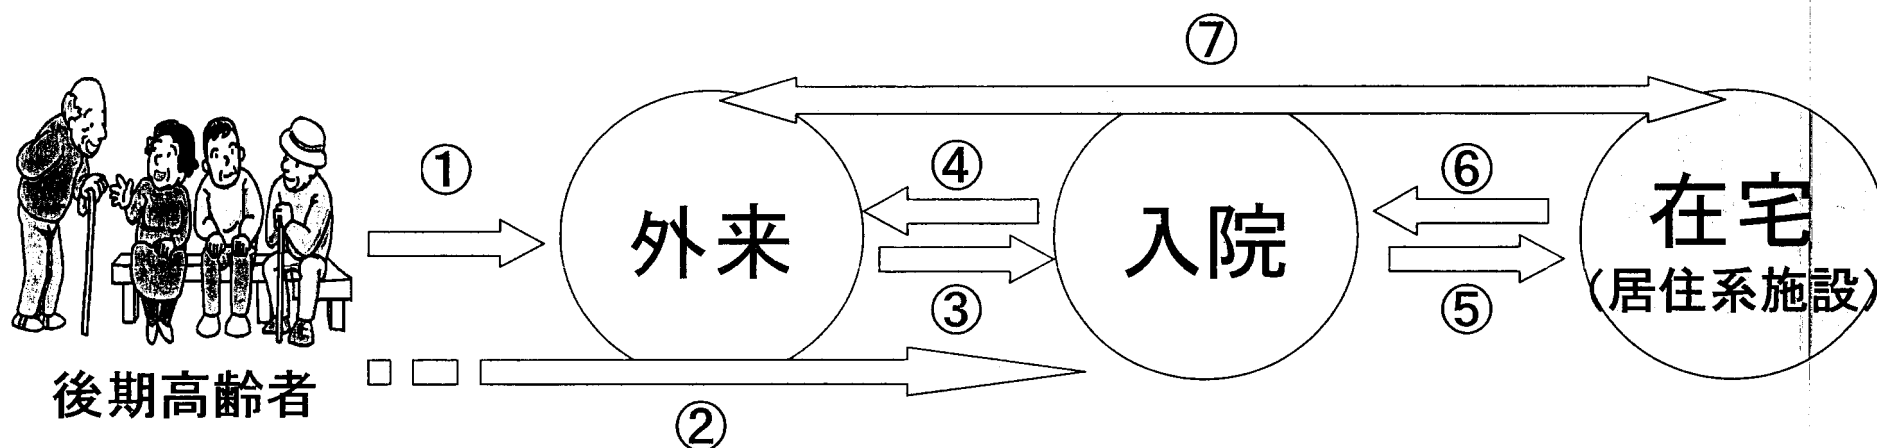 ⑦
①
④
⑥
外来
入院
在宅
(居住系施設)
③
⑤
後期高齢者
②